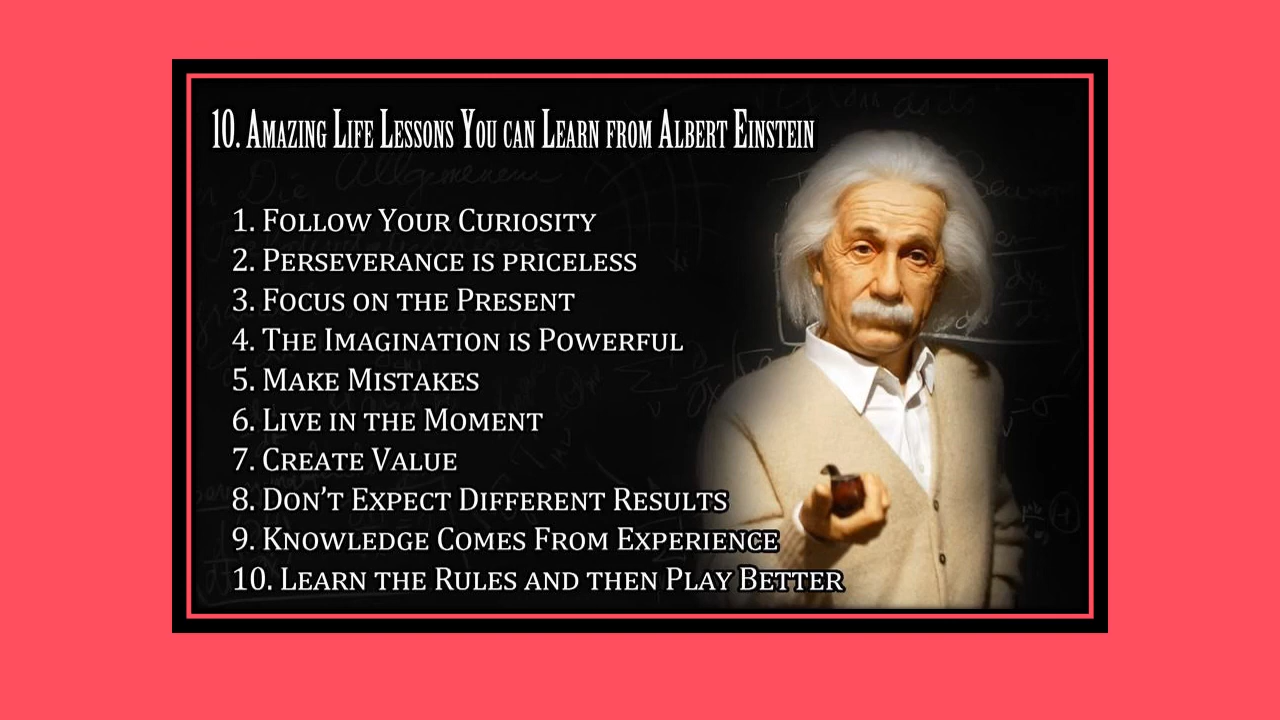 10. Amazing Life Lessons You can Learn from Albert Einstein
1. Follow Your Curiosity
2. Perseverance is priceless
3. Focus on the Present
4. The Imagination is Powerful
5. Make Mistakes
6. Live in the Moment
7. Create Value
8. Don’t Expect Different Results
9. Knowledge Comes From Experience
10. Learn the Rules and then Play Better